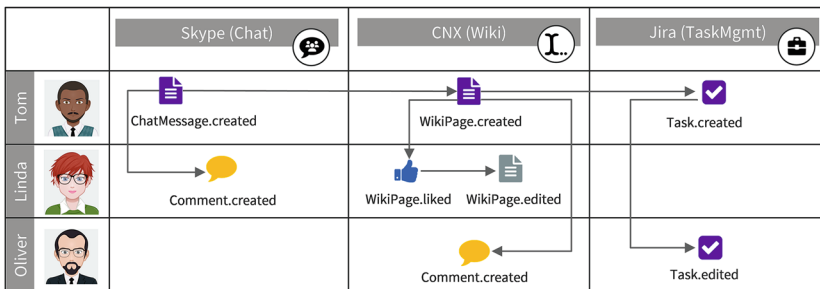 Skype (Chat)
CNX (Wiki)
Jira (TaskMgmt)
Tom
ChatMessage.created
WikiPage.created
Task.created
Linda
Comment.created
WikiPage.liked
WikiPage.edited
Oliver
Comment.created
Task.edited